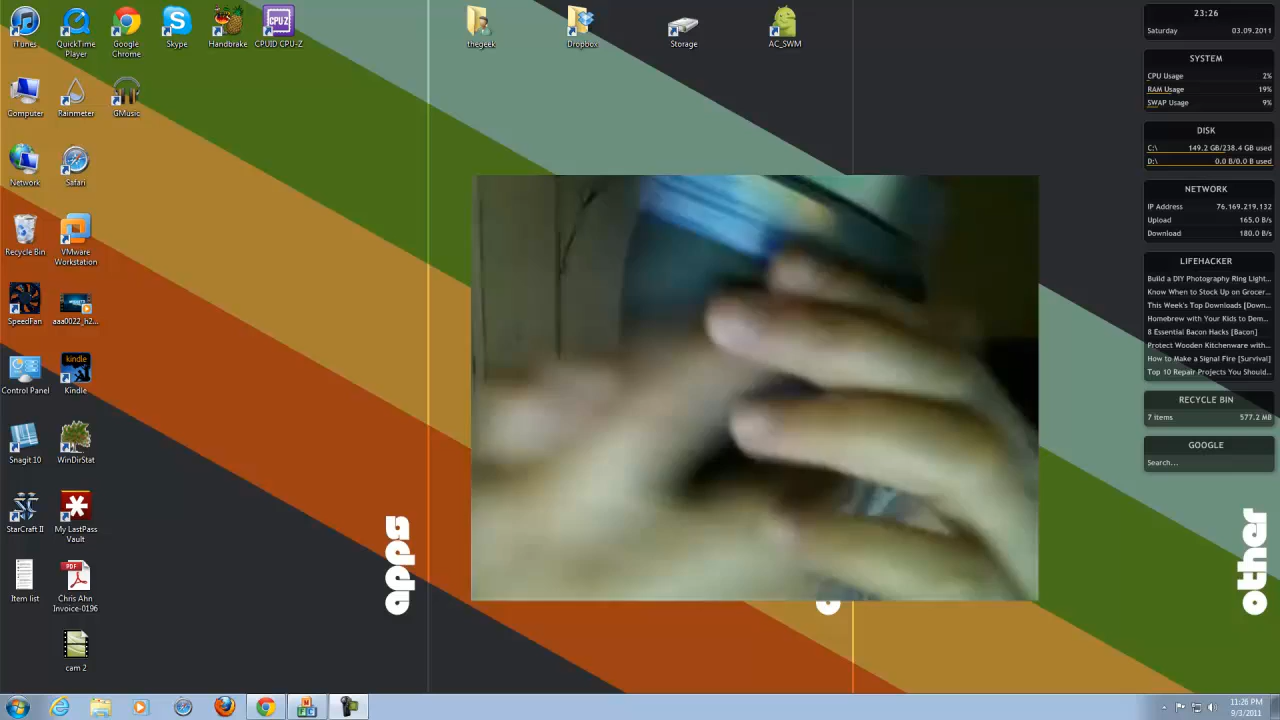 iTunes
QuickTime
Player
Google
Chrome
Skype
Handbrake
CPU-Z
CPUID CPU-Z
thegeek
Dropbox
Storage
AC_SWM
Computer
Rainmeter
GMusic
Network
Safari
Recycle Bin
VMware
Workstation
SpeedFan
aaa0022_h2...
Control Panel
kindle
Kindle
Snagit 10
WinDirStat
StarCraft II
My LastPass
Vault
Item list
PDF
Chris Ahn
Invoice-0196
cam 2
apps
other
23:26
Saturday 03.09.2011
SYSTEM
CPU Usage 2%
RAM Usage 19%
SWAP Usage 9%
DISK
C:\ 149.2 GB/238.4 GB used
D:\ 0.0 B/0.0 B used
NETWORK
IP Address 76.169.219.132
Upload 165.0 B/s
Download 180.0 B/s
LIFEHACKER
Build a DIY Photography Ring Light...
Know When to Stock Up on Grocer...
This Week's Top Downloads [Down...
Homebrew with Your Kids to Dem...
8 Essential Bacon Hacks [Bacon]
Protect Wooden Kitchenware with...
How to Make a Signal Fire [Survival]
Top 10 Repair Projects You Should...
RECYCLE BIN
7 items 577.2 MB
GOOGLE
Search...
11:26 PM
9/3/2011